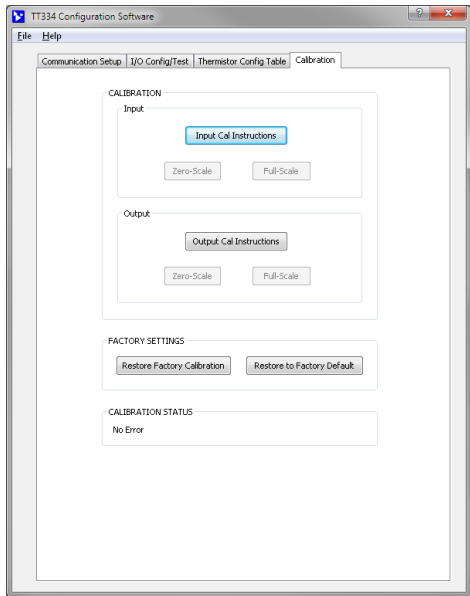 TT334 Configuration Software
File Help
Communication Setup I/O Config/Test Thermistor Config Table Calibration
CALIBRATION
Input
Input Cal Instructions
Zero-Scale Full-Scale
Output
Output Cal Instructions
Zero-Scale Full-Scale
FACTORY SETTINGS
Restore Factory Calibration Restore to Factory Default
CALIBRATION STATUS
No Error